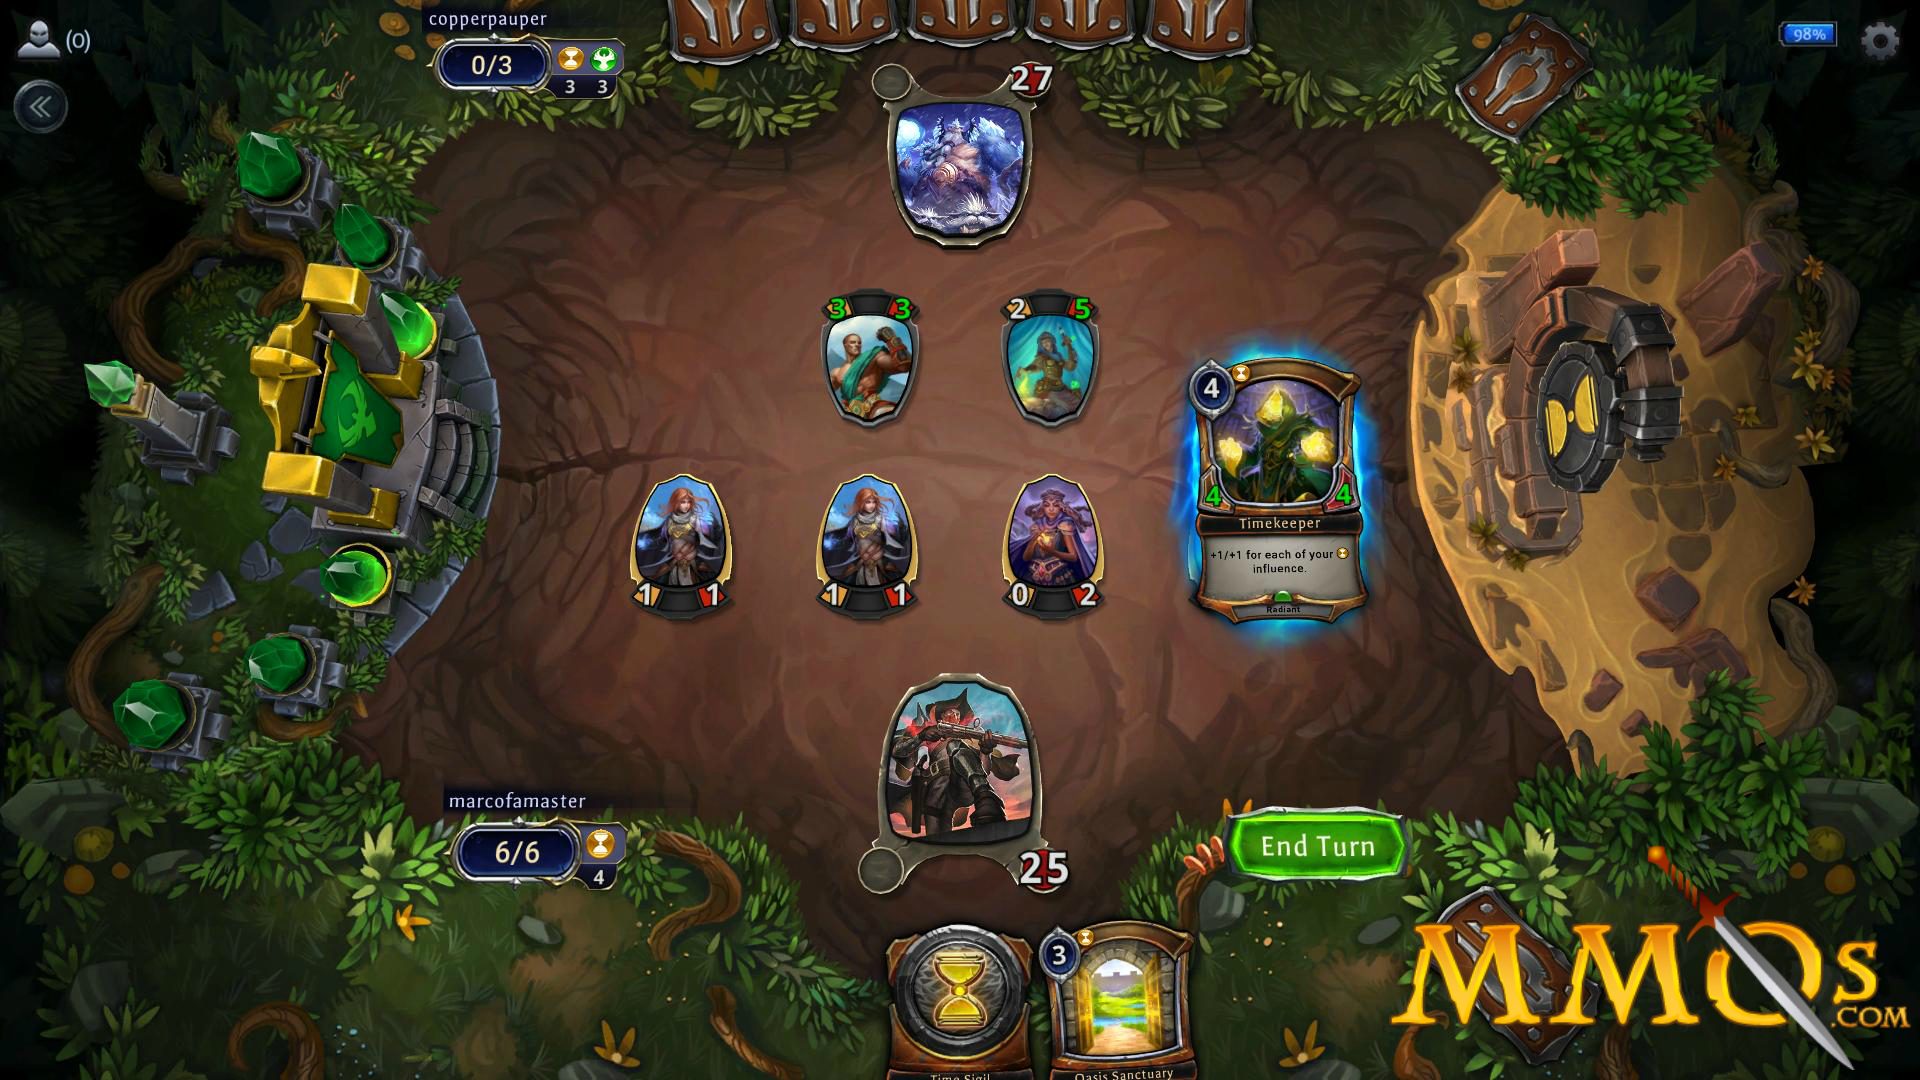 copperpauper
(0)
98%
0/3
3 3
27
3 3
2 5
4
4 4
Timekeeper
+1/+1 for each of your
influence.
Radiant
1 1
1 1
0 2
marcofamaster
6/6
4
25
End Turn
3
Time Sigil
Oasis Sanctuary
MMOs
.COM